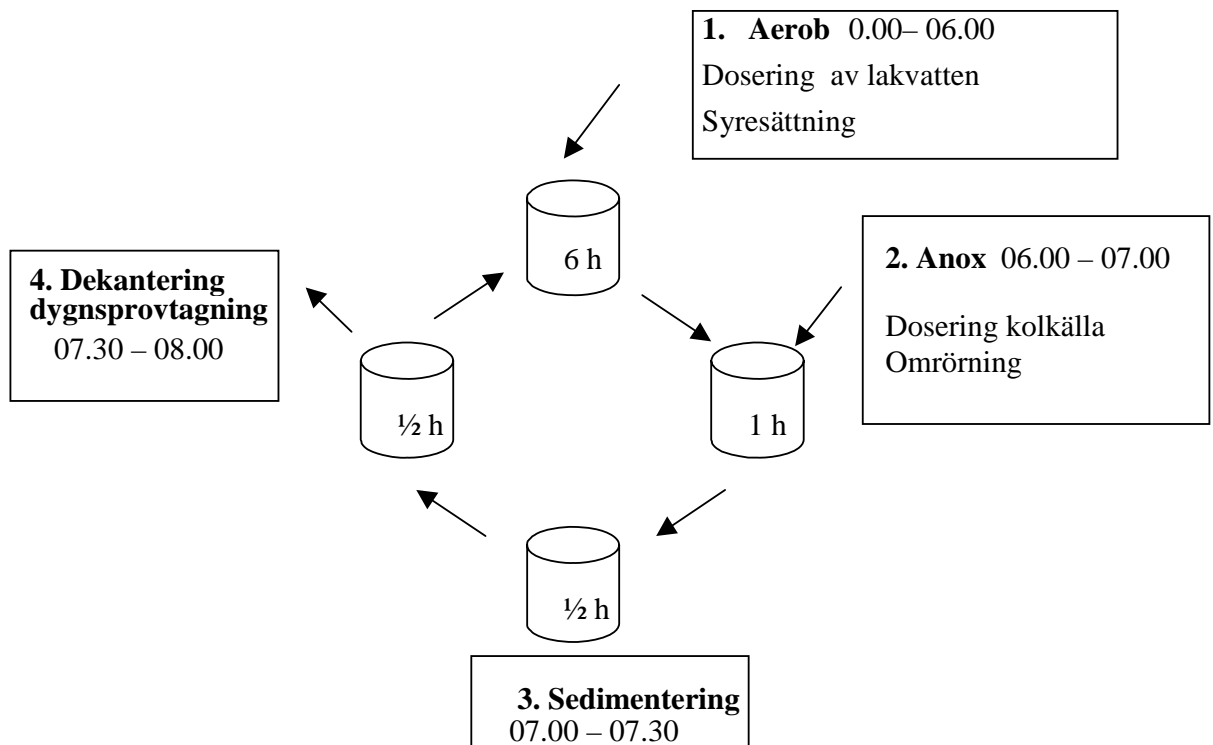 1. Aerob 0.00– 06.00
Dosering av lakvatten
Syresättning
6 h
2. Anox 06.00 – 07.00
Dosering kolkälla
Omrörning
1 h
4. Dekantering
dygnsprovtagning
07.30 – 08.00
½ h
½ h
3. Sedimentering
07.00 – 07.30